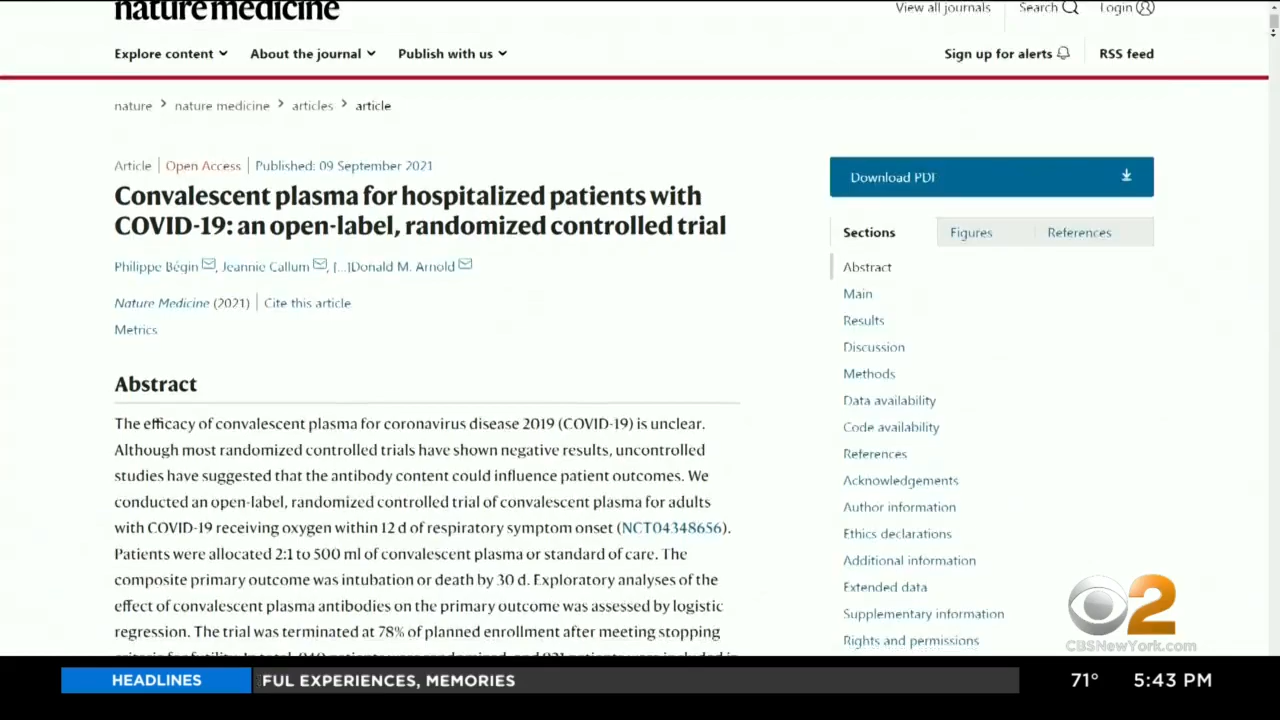 nature medicine
View all journals Search Login
Explore content About the journal Publish with us
Sign up for alerts RSS feed
nature > nature medicine > articles > article
Article | Open Access | Published: 09 September 2021
Convalescent plasma for hospitalized patients with
COVID-19: an open-label, randomized controlled trial
Philippe Bégin, Jeannie Callum, [...]Donald M. Arnold
Nature Medicine (2021) | Cite this article
Metrics
Abstract
The efficacy of convalescent plasma for coronavirus disease 2019 (COVID-19) is unclear.
Although most randomized controlled trials have shown negative results, uncontrolled
studies have suggested that the antibody content could influence patient outcomes. We
conducted an open-label, randomized controlled trial of convalescent plasma for adults
with COVID-19 receiving oxygen within 12 d of respiratory symptom onset (NCT04348656).
Patients were allocated 2:1 to 500 ml of convalescent plasma or standard of care. The
composite primary outcome was intubation or death by 30 d. Exploratory analyses of the
effect of convalescent plasma antibodies on the primary outcome was assessed by logistic
regression. The trial was terminated at 78% of planned enrollment after meeting stopping
Download PDF
Sections Figures References
Abstract
Main
Results
Discussion
Methods
Data availability
Code availability
References
Acknowledgements
Author information
Ethics declarations
Additional information
Extended data
Supplementary information
Rights and permissions
2
CBSNewYork.com
HEADLINES FUL EXPERIENCES, MEMORIES 71° 5:43 PM